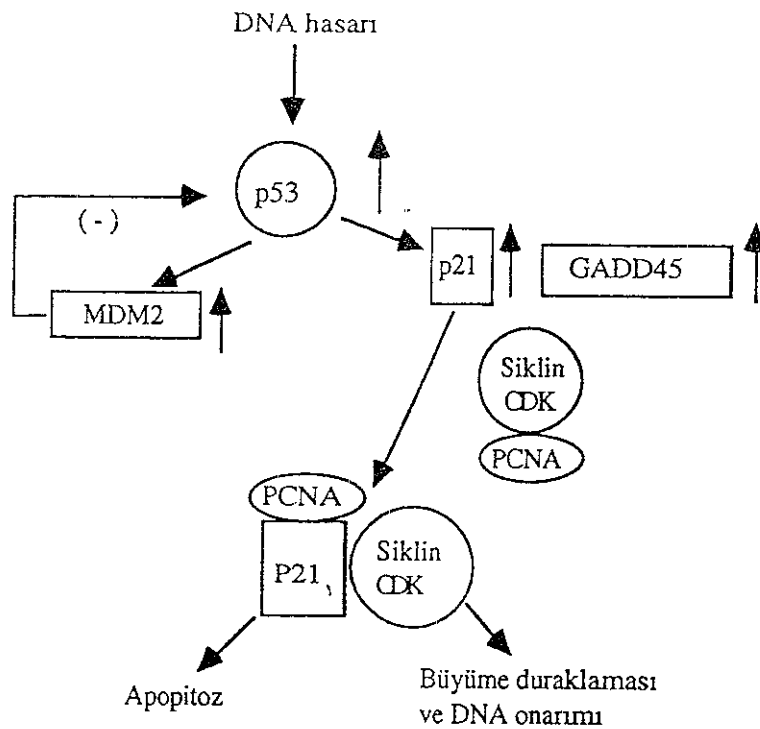 DNA hasarı
p53
( - )
p21
GADD45
MDM2
Siklin
CDK
PCNA
PCNA
P21
Siklin
CDK
Apopitoz
Büyüme duraklaması
ve DNA onarımı